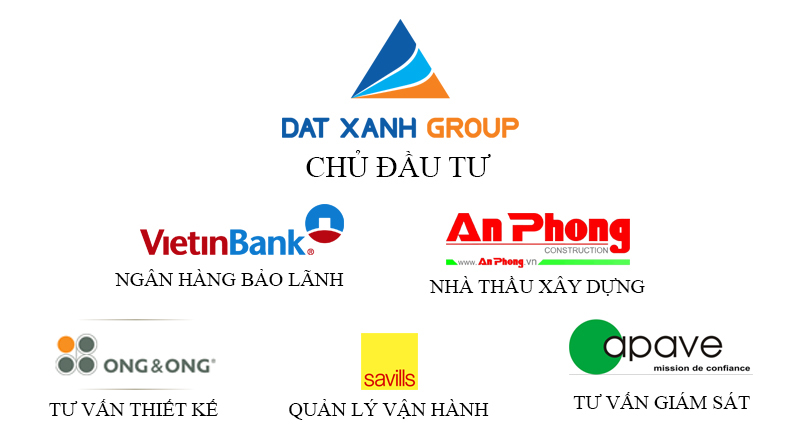 DAT XANH GROUP
CHỦ ĐẦU TƯ
VietinBank®
NGÂN HÀNG BẢO LÃNH
An Phong
CONSTRUCTION
www.AnPhong.vn
NHÀ THẦU XÂY DỰNG
ONG&ONG®
TƯ VẤN THIẾT KẾ
savills
QUẢN LÝ VẬN HÀNH
apave
mission de confiance
TƯ VẤN GIÁM SÁT